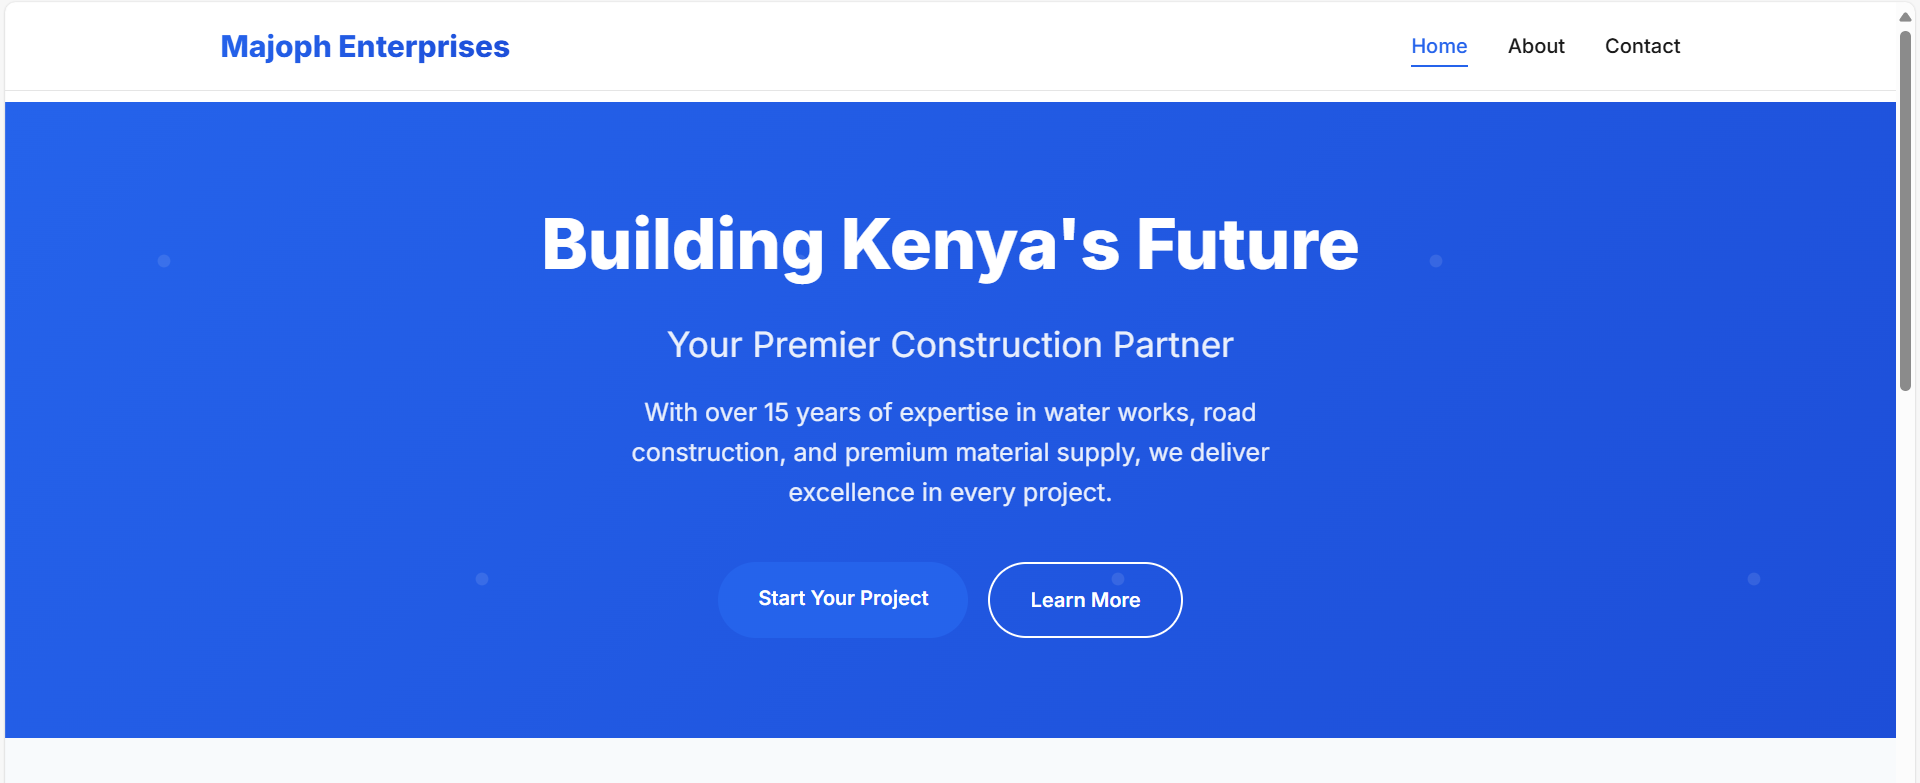 Majoph Enterprises
Home About Contact
Building Kenya's Future
Your Premier Construction Partner
With over 15 years of expertise in water works, road
construction, and premium material supply, we deliver
excellence in every project.
Start Your Project
Learn More